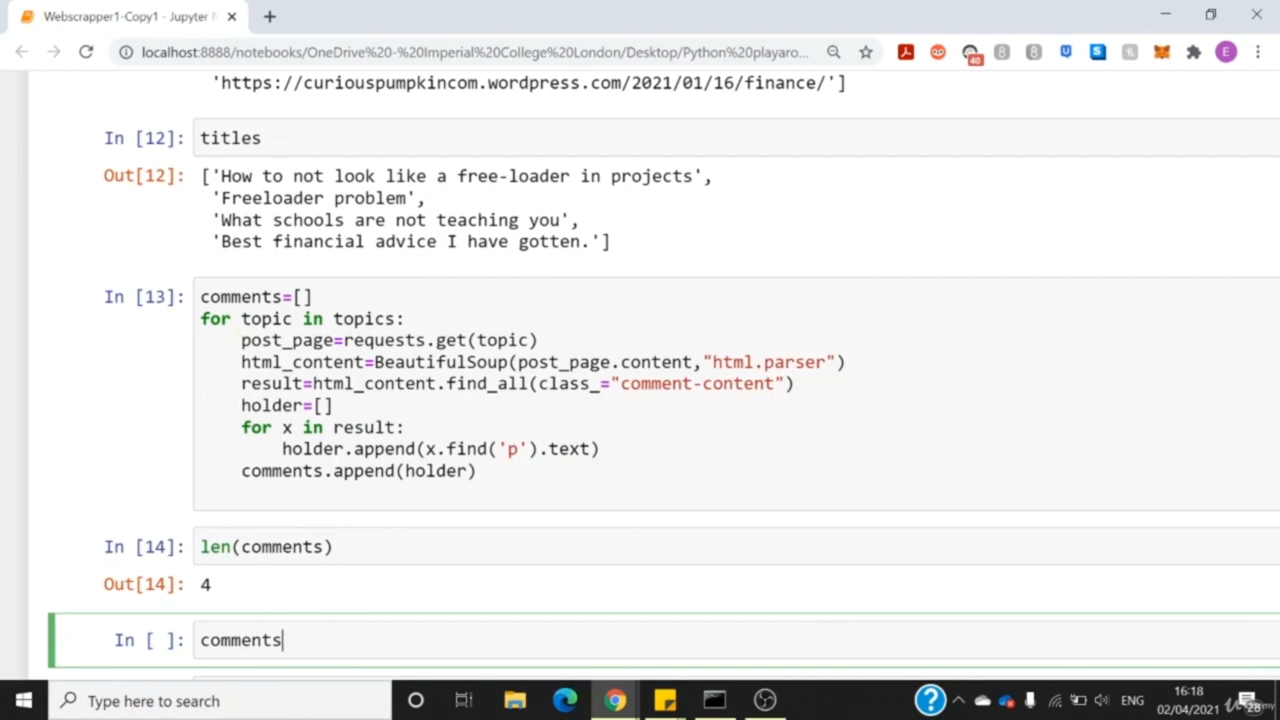 Webscrapper1-Copy1 - Jupyter
localhost:8888/notebooks/OneDrive%20-%20Imperial%20College%20London/Desktop/Python%20playaro...
40
E
'https://curiouspumpkincom.wordpress.com/2021/01/16/finance/']
In [12]: titles
Out[12]: ['How to not look like a free-loader in projects',
'Freeloader problem',
'What schools are not teaching you',
'Best financial advice I have gotten.']
In [13]: comments=[]
for topic in topics:
post_page=requests.get(topic)
html_content=BeautifulSoup(post_page.content,"html.parser")
result=html_content.find_all(class_="comment-content")
holder=[]
for x in result:
holder.append(x.find('p').text)
comments.append(holder)
In [14]: len(comments)
Out[14]: 4
In [ ]: comments
Type here to search
ENG
16:18
02/04/2021
28